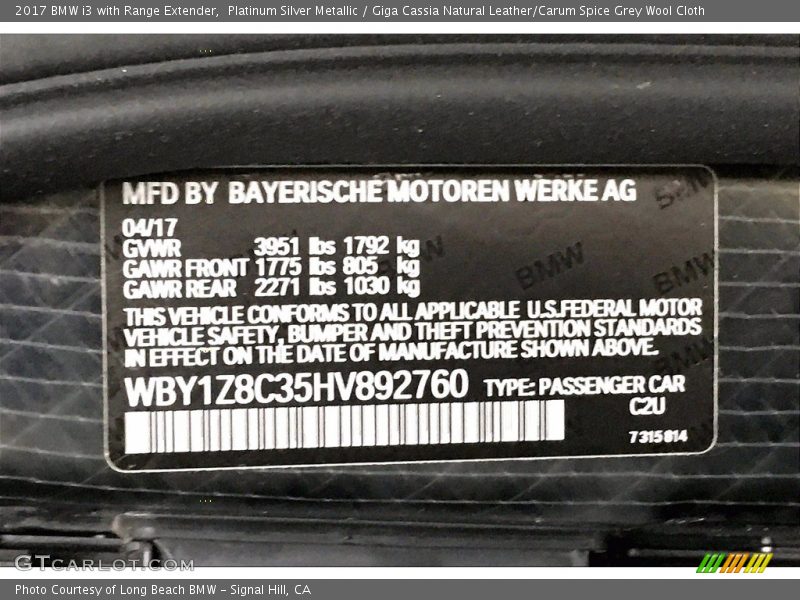 2017 BMW i3 with Range Extender,  Platinum Silver Metallic / Giga Cassia Natural Leather/Carum Spice Grey Wool Cloth
MFD BY BAYERISCHE MOTOREN WERKE AG
04/17
GVWR 3951 lbs 1792 kg
GAWR FRONT 1775 lbs 805 kg
GAWR REAR 2271 lbs 1030 kg
THIS VEHICLE CONFORMS TO ALL APPLICABLE U.S.FEDERAL MOTOR
VEHICLE SAFETY, BUMPER AND THEFT PREVENTION STANDARDS
IN EFFECT ON THE DATE OF MANUFACTURE SHOWN ABOVE.
WBY1Z8C35HV892760 TYPE: PASSENGER CAR
C2U
7315814
BMW
BMW
GTCarLot.com
Photo Courtesy of Long Beach BMW - Signal Hill, CA